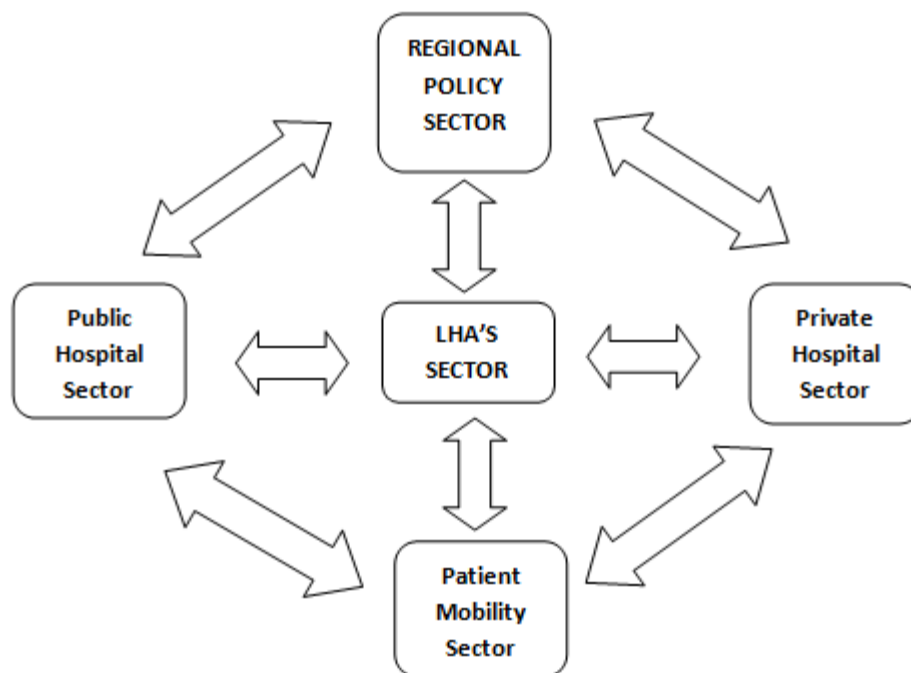 REGIONAL
POLICY
SECTOR
Public
Hospital
Sector
LHA'S
SECTOR
Private
Hospital
Sector
Patient
Mobility
Sector